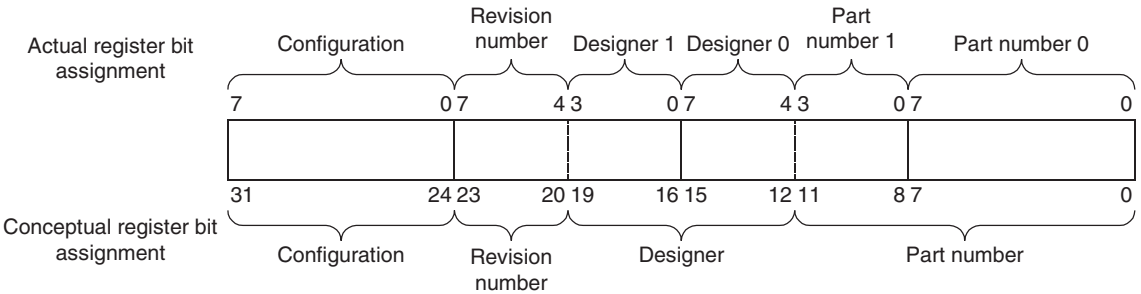 Revision
Part
Actual register bit
Configuration
number
Designer 1
Designer 0
number 1
Part number 0
assignment
7
0 7
4 3
0 7
4 3
0 7
0
31
24 23
20 19
16 15
12 11
8 7
0
Conceptual register bit
assignment
Configuration
Revision
number
Designer
Part number